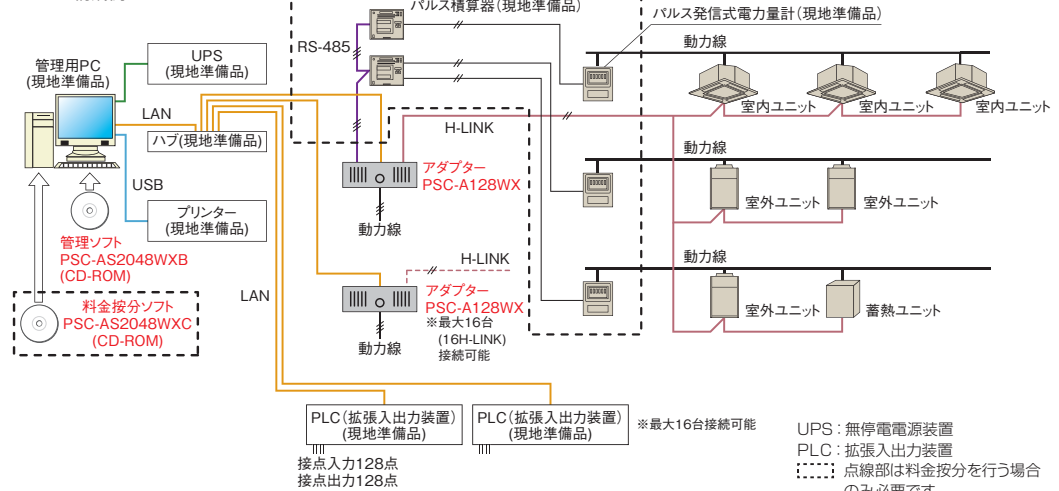 パルス積算器(現地準備品)
パルス発信式電力量計(現地準備品)
RS-485
UPS
(現地準備品)
管理用PC
(現地準備品)
LAN
ハブ(現地準備品)
USB
プリンター
(現地準備品)
管理ソフト
PSC-AS2048WXB
(CD-ROM)
料金按分ソフト
PSC-AS2048WXC
(CD-ROM)
LAN
H-LINK
アダプター
PSC-A128WX
動力線
H-LINK
アダプター
PSC-A128WX
※最大16台
(16H-LINK)
接続可能
動力線
動力線
室内ユニット
室内ユニット
室内ユニット
動力線
室外ユニット
室外ユニット
動力線
室外ユニット
蓄熱ユニット
PLC(拡張入出力装置)
(現地準備品)
PLC(拡張入出力装置)
(現地準備品)
※最大16台接続可能
接点入力128点
接点出力128点
UPS:無停電電源装置
PLC:拡張入出力装置
点線部は料金按分を行う場合
のみ必要です